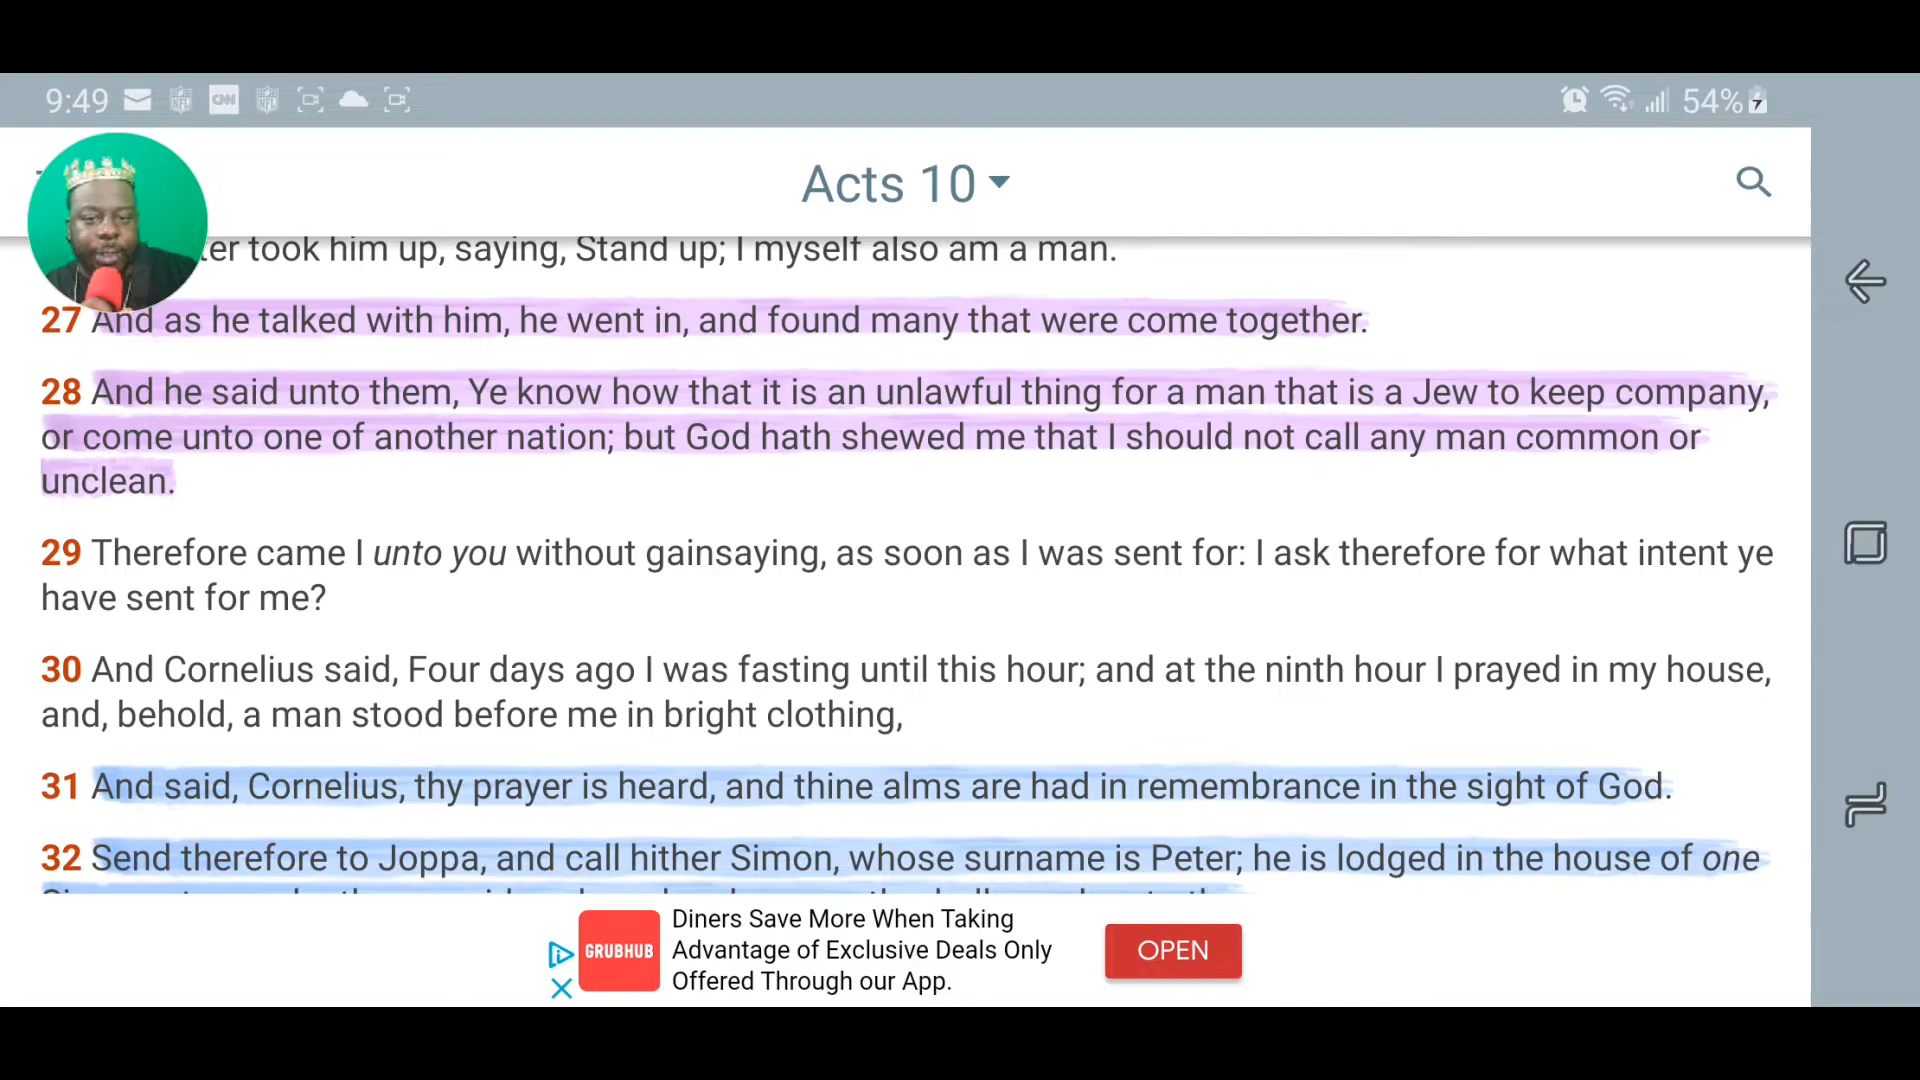 9:49 NFL CNN NFL 54%
Acts 10
ter took him up, saying, Stand up; I myself also am a man.
27 And as he talked with him, he went in, and found many that were come together.
28 And he said unto them, Ye know how that it is an unlawful thing for a man that is a Jew to keep company,
or come unto one of another nation; but God hath shewed me that I should not call any man common or
unclean.
29 Therefore came I unto you without gainsaying, as soon as I was sent for: I ask therefore for what intent ye
have sent for me?
30 And Cornelius said, Four days ago I was fasting until this hour; and at the ninth hour I prayed in my house,
and, behold, a man stood before me in bright clothing,
31 And said, Cornelius, thy prayer is heard, and thine alms are had in remembrance in the sight of God.
32 Send therefore to Joppa, and call hither Simon, whose surname is Peter; he is lodged in the house of one
GRUBHUB
Diners Save More When Taking
Advantage of Exclusive Deals Only
Offered Through our App.
OPEN